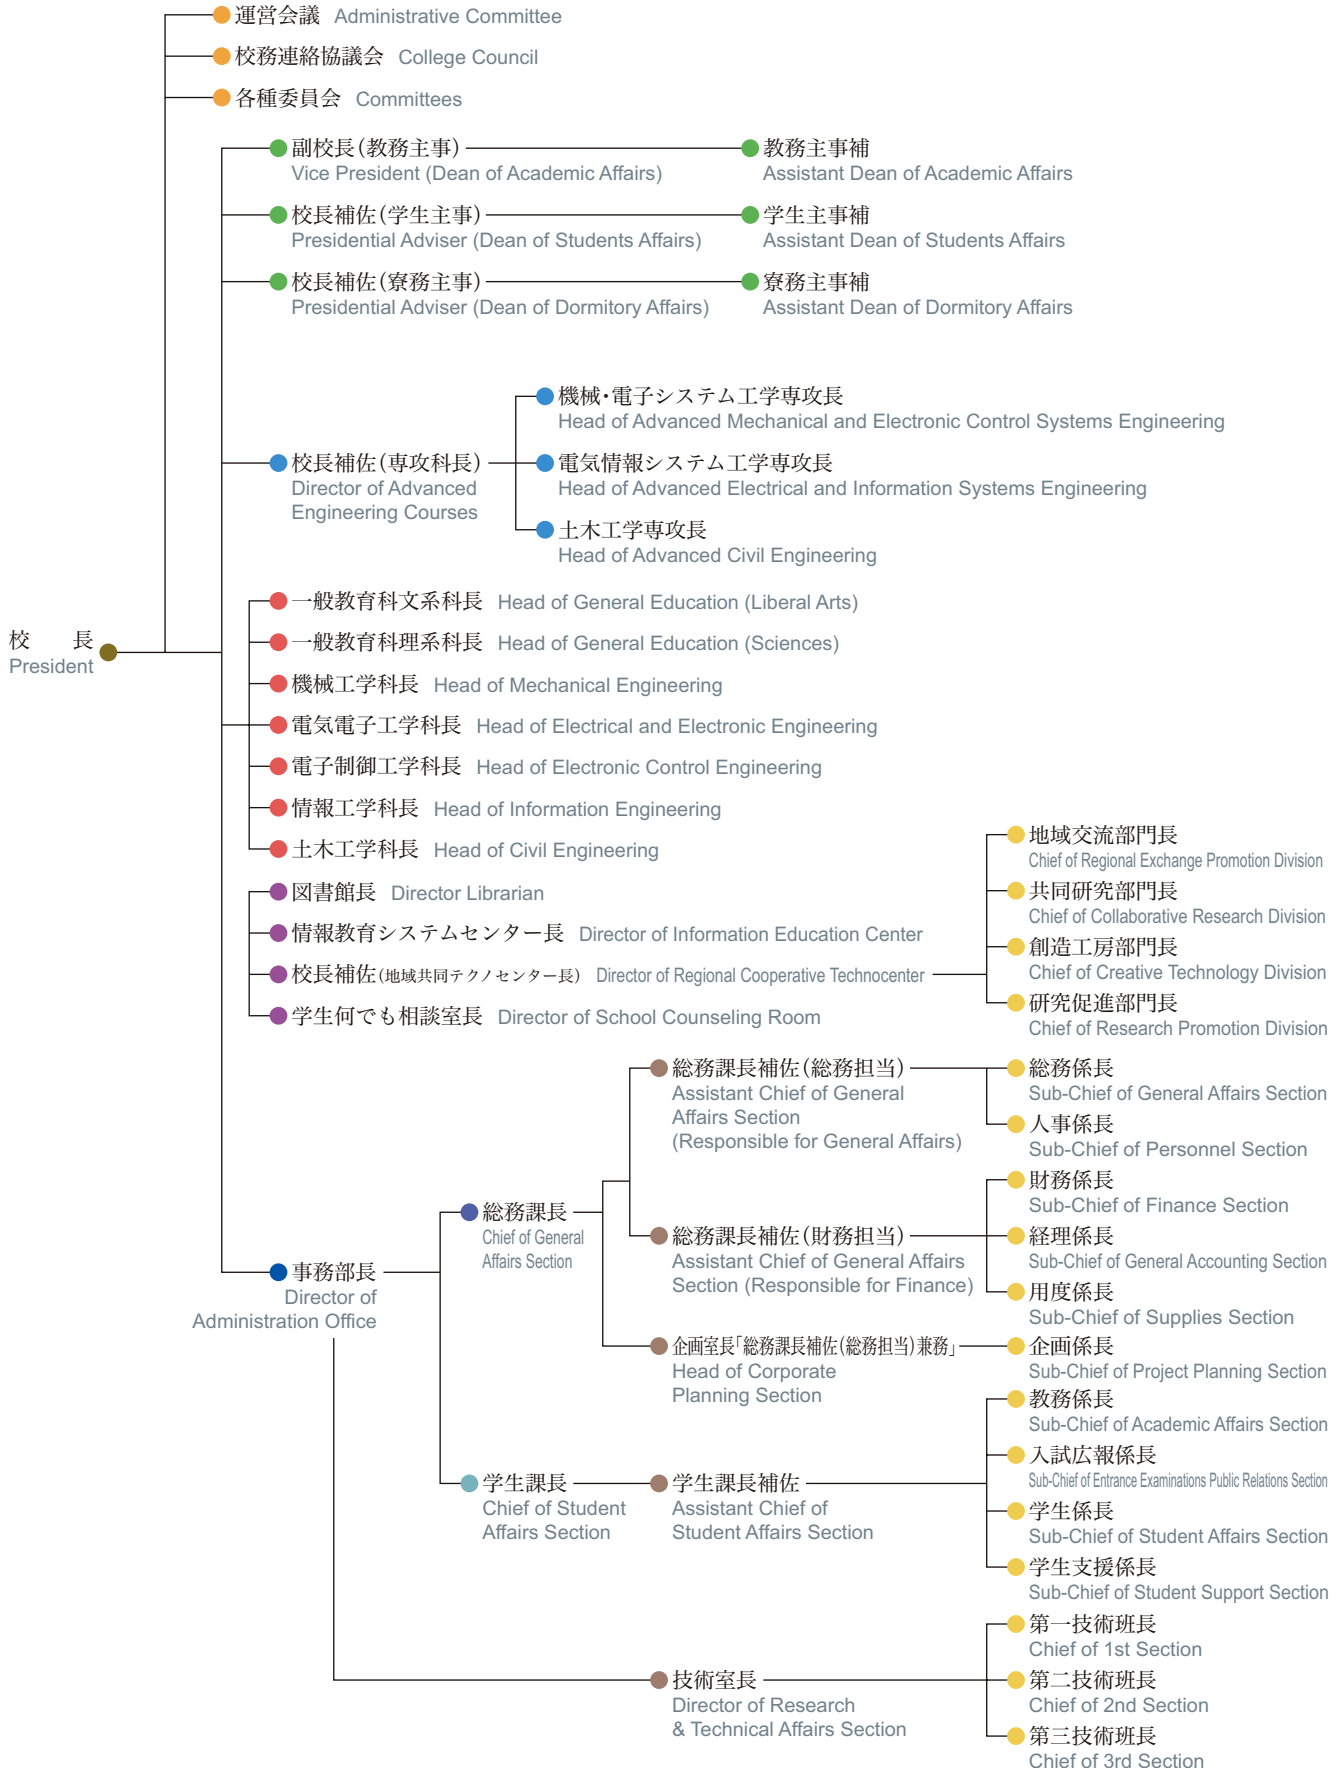 運営会議 Administrative Committee
校務連絡協議会 College Council
各種委員会 Committees
副校長(教務主事)
Vice President (Dean of Academic Affairs)
教務主事補
Assistant Dean of Academic Affairs
校長補佐(学生主事)
Presidential Adviser (Dean of Students Affairs)
学生主事補
Assistant Dean of Students Affairs
校長補佐(寮務主事)
Presidential Adviser (Dean of Dormitory Affairs)
寮務主事補
Assistant Dean of Dormitory Affairs
機械・電子システム工学専攻長
Head of Advanced Mechanical and Electronic Control Systems Engineering
校長補佐(専攻科長)
Director of Advanced
Engineering Courses
電気情報システム工学専攻長
Head of Advanced Electrical and Information Systems Engineering
土木工学専攻長
Head of Advanced Civil Engineering
校 長
President
一般教育科文系科長 Head of General Education (Liberal Arts)
一般教育科理系科長 Head of General Education (Sciences)
機械工学科長 Head of Mechanical Engineering
電気電子工学科長 Head of Electrical and Electronic Engineering
電子制御工学科長 Head of Electronic Control Engineering
情報工学科長 Head of Information Engineering
土木工学科長 Head of Civil Engineering
図書館長 Director Librarian
情報教育システムセンター長 Director of Information Education Center
校長補佐(地域共同テクノセンター長) Director of Regional Cooperative Technocenter
学生何でも相談室長 Director of School Counseling Room
地域交流部門長
Chief of Regional Exchange Promotion Division
共同研究部門長
Chief of Collaborative Research Division
創造工房部門長
Chief of Creative Technology Division
研究促進部門長
Chief of Research Promotion Division
事務部長
Director of
Administration Office
総務課長
Chief of General
Affairs Section
総務課長補佐(総務担当)
Assistant Chief of General
Affairs Section
(Responsible for General Affairs)
総務係長
Sub-Chief of General Affairs Section
人事係長
Sub-Chief of Personnel Section
総務課長補佐(財務担当)
Assistant Chief of General Affairs
Section (Responsible for Finance)
財務係長
Sub-Chief of Finance Section
経理係長
Sub-Chief of General Accounting Section
用度係長
Sub-Chief of Supplies Section
企画室長「総務課長補佐(総務担当)兼務」
Head of Corporate
Planning Section
企画係長
Sub-Chief of Project Planning Section
学生課長
Chief of Student
Affairs Section
学生課長補佐
Assistant Chief of
Student Affairs Section
教務係長
Sub-Chief of Academic Affairs Section
入試広報係長
Sub-Chief of Entrance Examinations Public Relations Section
学生係長
Sub-Chief of Student Affairs Section
学生支援係長
Sub-Chief of Student Support Section
技術室長
Director of Research
& Technical Affairs Section
第一技術班長
Chief of 1st Section
第二技術班長
Chief of 2nd Section
第三技術班長
Chief of 3rd Section